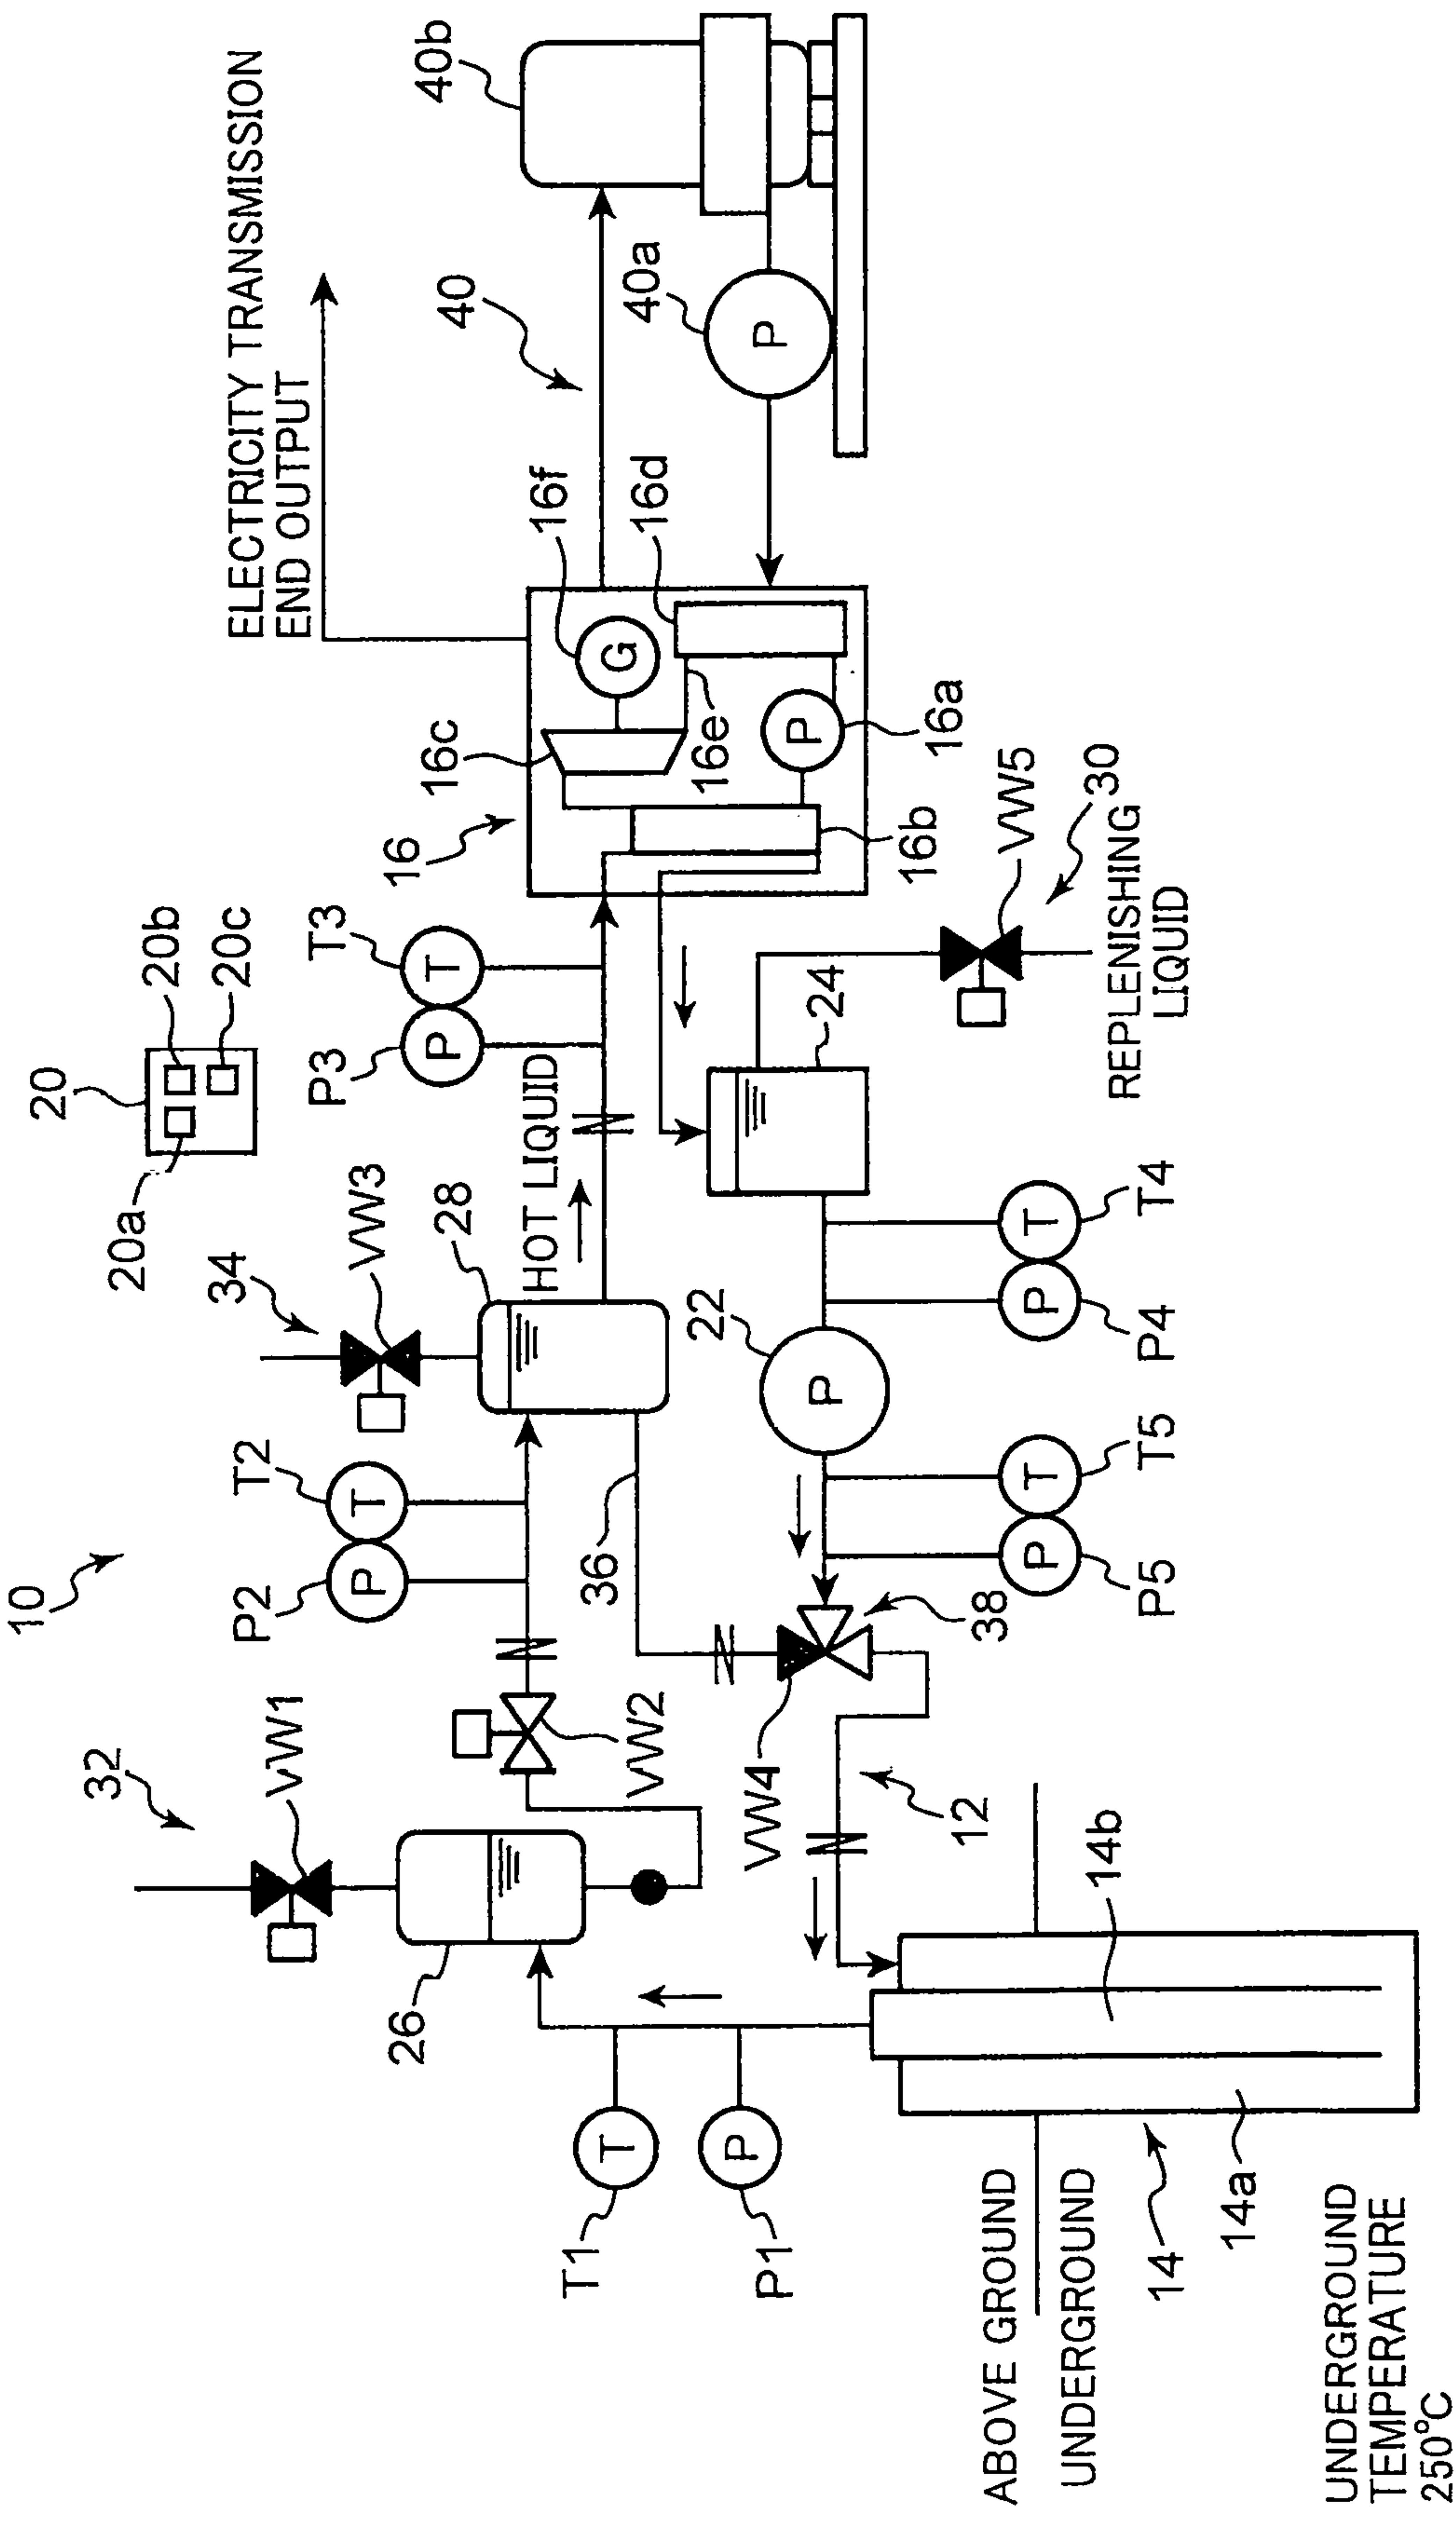 10
32
VW1
P2
T2
34
VW3
20
20a
20b
20c
ELECTRICITY TRANSMISSION
END OUTPUT
26
T1
T
P1
P
P
T
VW2
36
28
HOT LIQUID
P3
T3
P
T
16
16c
16f
G
16d
16e
P
16a
16b
40
40a
P
40b
VW4
38
12
22
P
24
P
T
P5
T5
P
T
P4
T4
VW5
30
REPLENISHING
LIQUID
ABOVE GROUND
UNDERGROUND
14
14a
14b
UNDERGROUND
TEMPERATURE
250°C